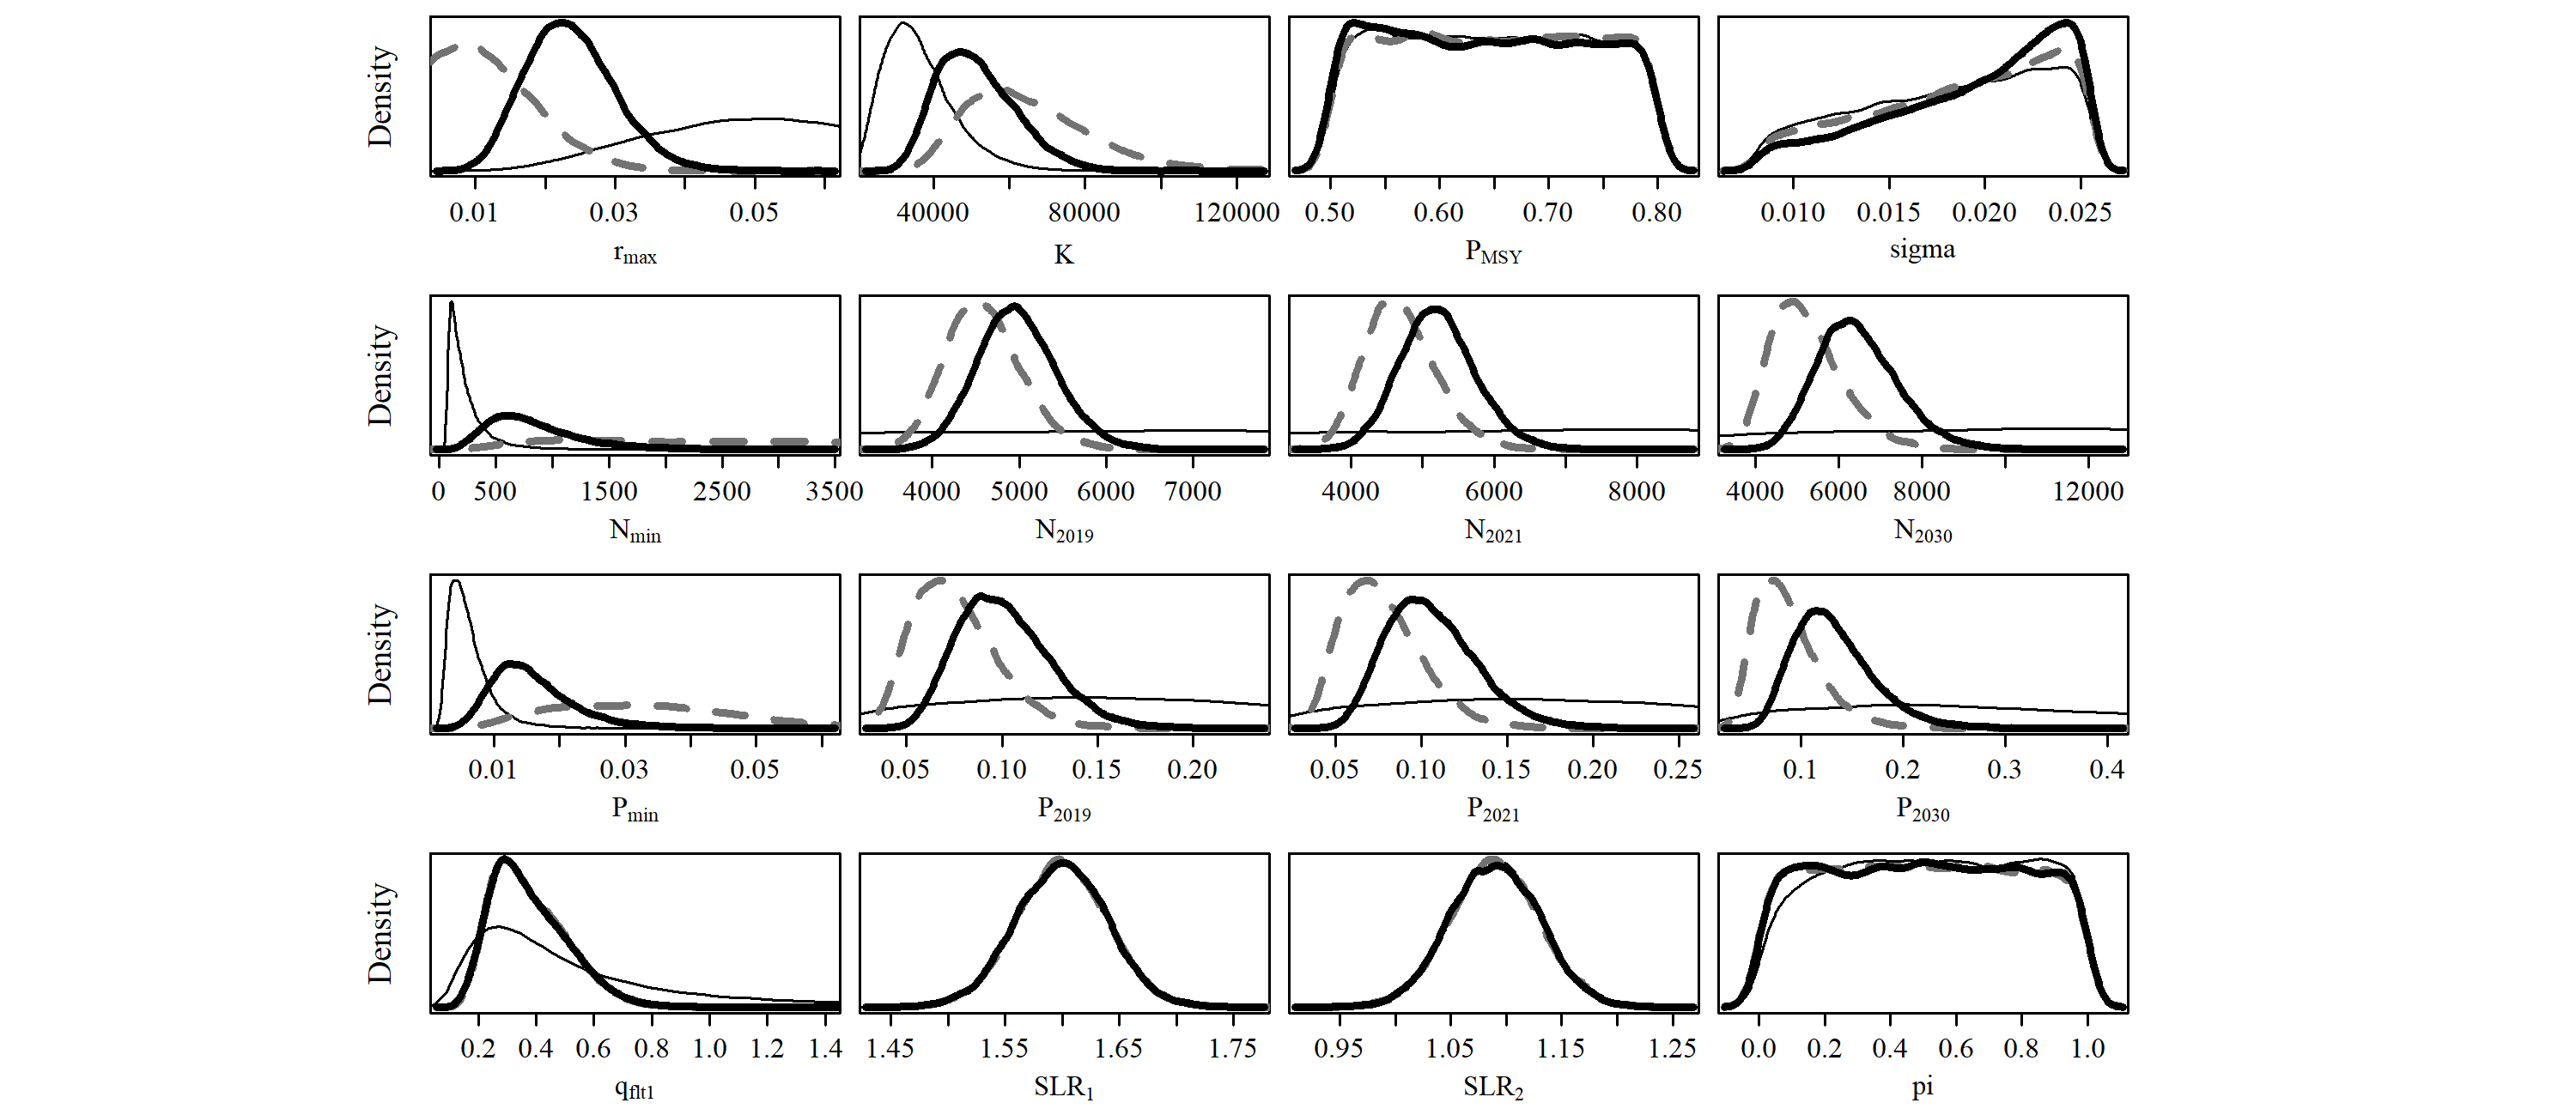 Density
0.01 0.03 0.05
r_max
40000 80000 120000
K
0.50 0.60 0.70 0.80
P_MSY
0.010 0.015 0.020 0.025
sigma
Density
0 500 1500 2500 3500
N_min
4000 5000 6000 7000
N_2019
4000 6000 8000
N_2021
4000 6000 8000 12000
N_2030
Density
0.01 0.03 0.05
P_min
0.05 0.10 0.15 0.20
P_2019
0.05 0.10 0.15 0.20 0.25
P_2021
0.1 0.2 0.3 0.4
P_2030
Density
0.2 0.4 0.6 0.8 1.0 1.2 1.4
q_flt1
1.45 1.55 1.65 1.75
SLR_1
0.95 1.05 1.15 1.25
SLR_2
0.0 0.2 0.4 0.6 0.8 1.0
pi